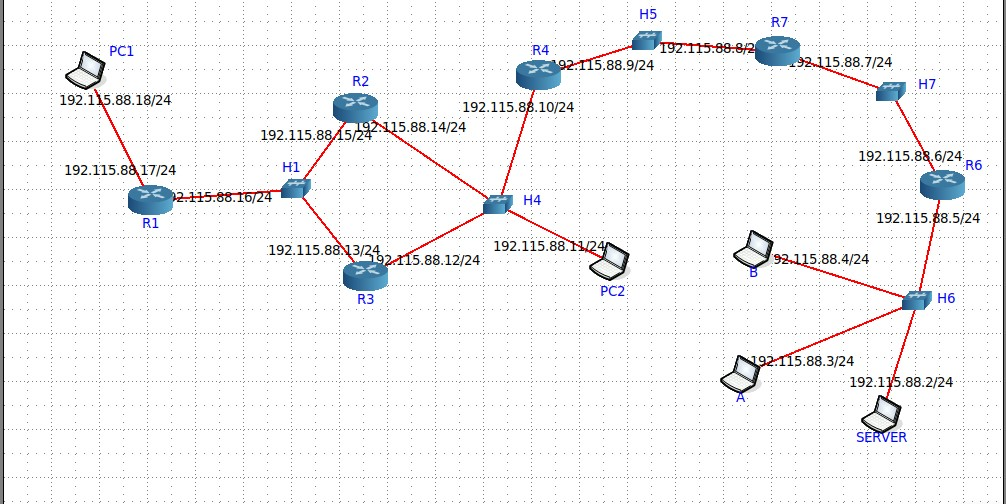 H5
R7
PC1
R4
192.115.88.8/2
92.115.88.7/24
192.115.88.9/24
H7
R2
192.115.88.18/24
192.115.88.10/24
192.115.88.14/24
192.115.88.15/24
192.115.88.6/24
R6
H1
192.115.88.17/24
2.115.88.16/24
H4
R1
192.115.88.5/24
192.115.88.11/24
192.115.88.13/24
192.115.88.12/24
92.115.88.4/24
B
R3
PC2
H6
192.115.88.3/24
192.115.88.2/24
A
SERVER